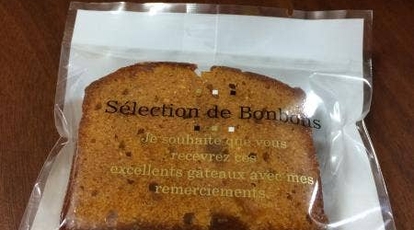 Sélection de Bonbons
Je souhaite que vous
recevrez ces
excellents gâteaux avec mes
remerciements.